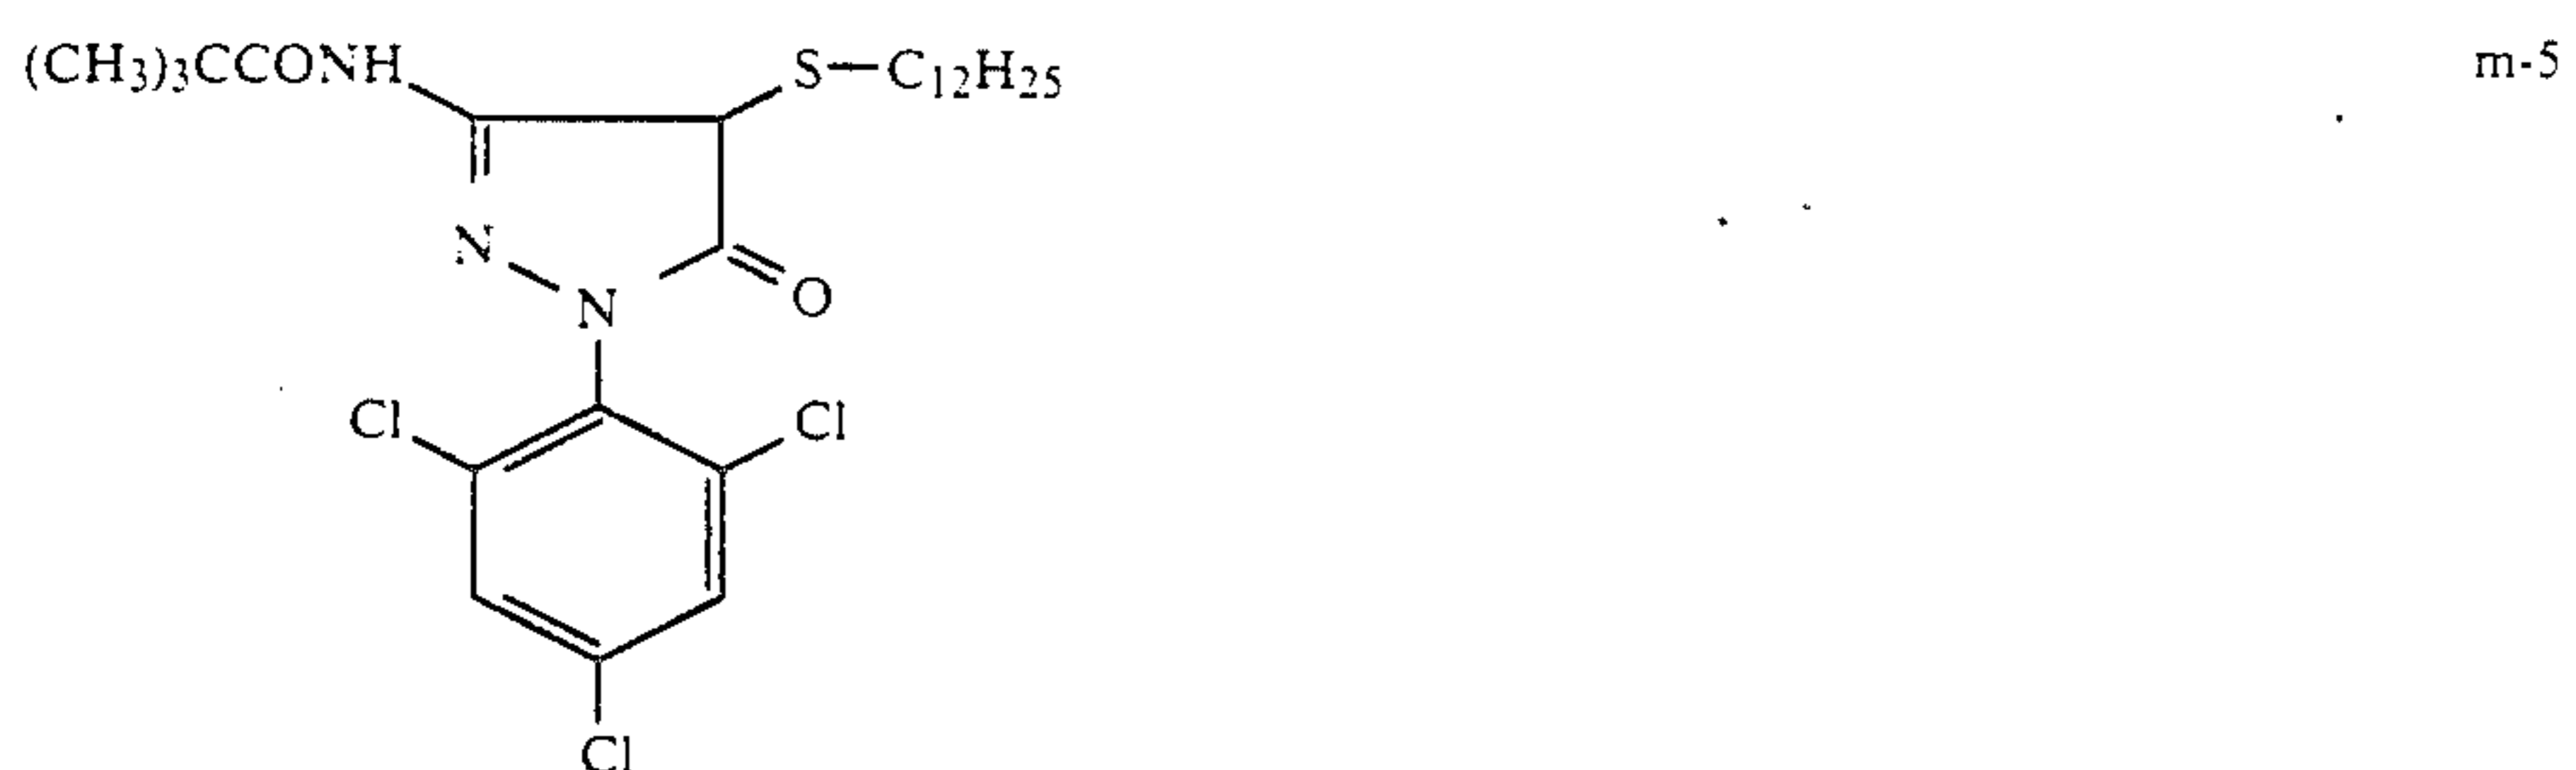 (CH₃)₃CCONH S—C₁₂H₂₅ m-5
N
N O
Cl Cl
Cl